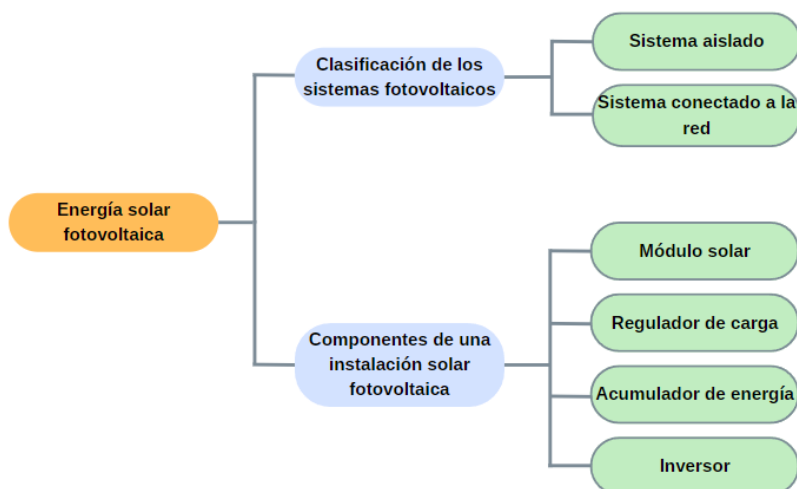 Energía solar
fotovoltaica
Clasificación de los
sistemas fotovoltaicos
Sistema aislado
Sistema conectado a la
red
Componentes de una
instalación solar
fotovoltaica
Módulo solar
Regulador de carga
Acumulador de energía
Inversor